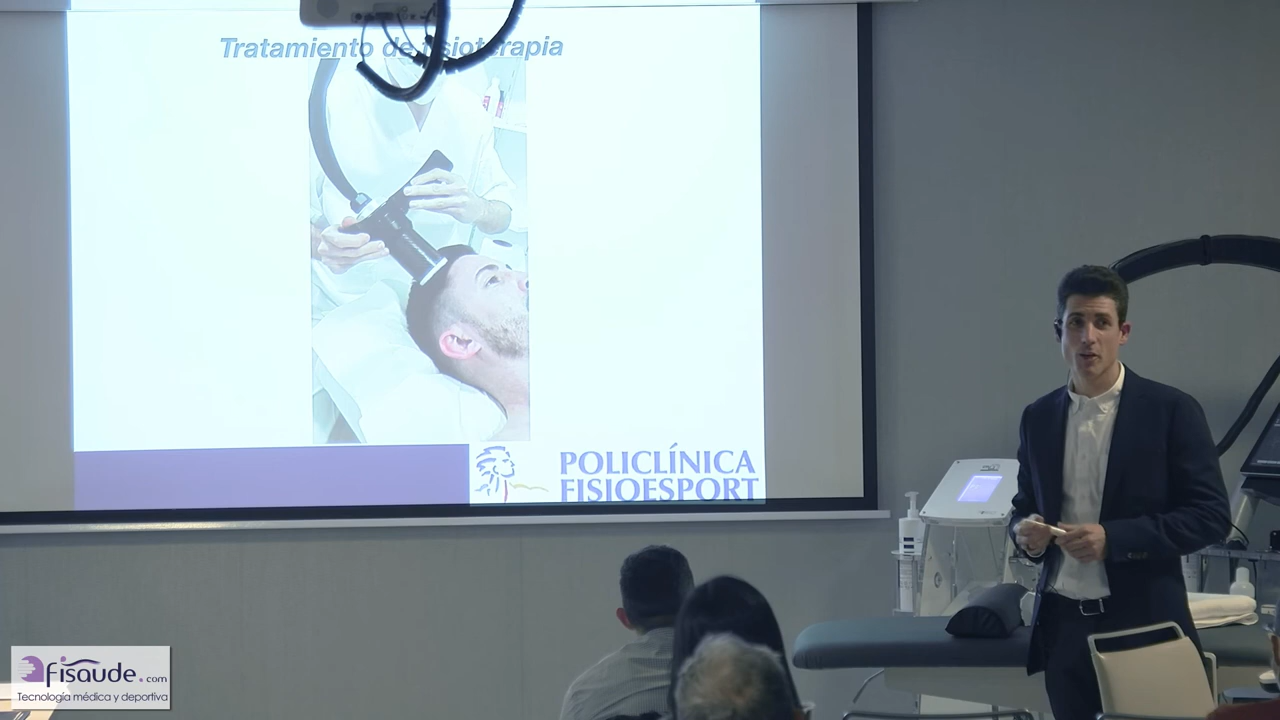 Tratamiento de fisioterapia
POLICLÍNICA
FISIOESPORT
fisaude.com
Tecnología médica y deportiva